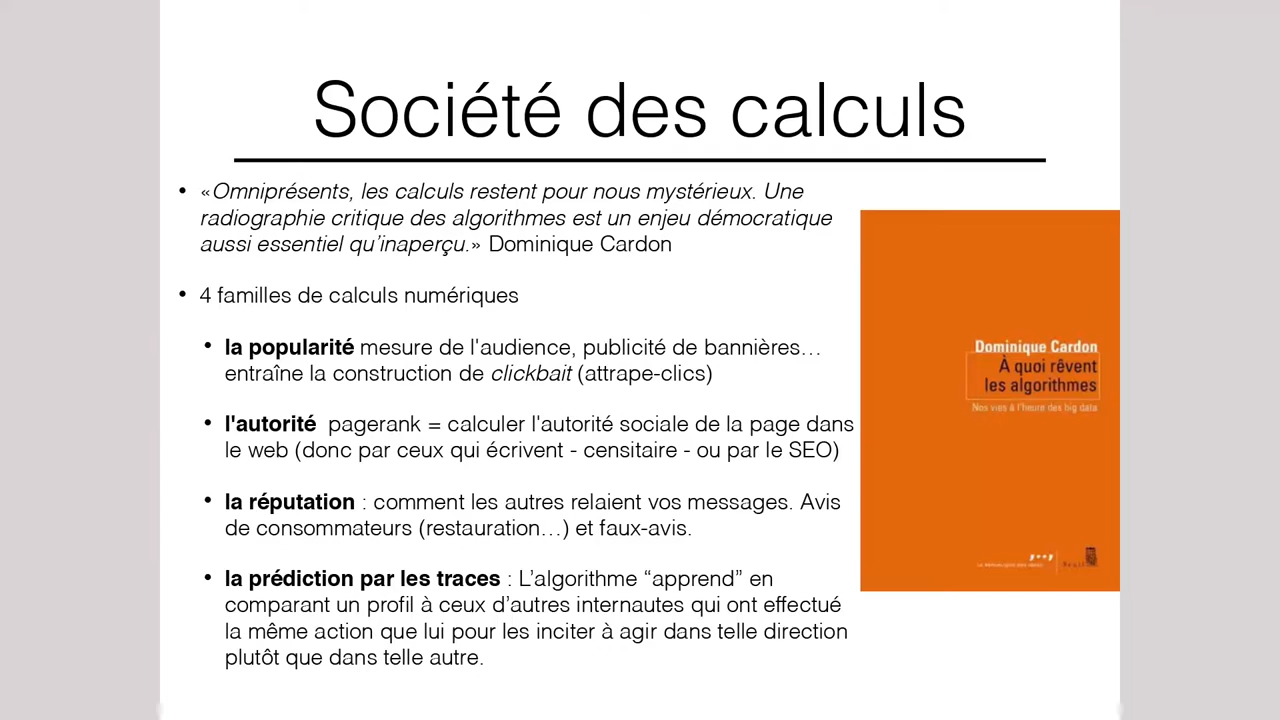 Société des calculs
• «Omniprésents, les calculs restent pour nous mystérieux. Une
radiographie critique des algorithmes est un enjeu démocratique
aussi essentiel qu’inaperçu.» Dominique Cardon
• 4 familles de calculs numériques
• la popularité mesure de l'audience, publicité de bannières…
entraîne la construction de clickbait (attrape-clics)
• l'autorité pagerank = calculer l'autorité sociale de la page dans
le web (donc par ceux qui écrivent - censitaire - ou par le SEO)
• la réputation : comment les autres relaient vos messages. Avis
de consommateurs (restauration…) et faux-avis.
• la prédiction par les traces : L’algorithme “apprend” en
comparant un profil à ceux d’autres internautes qui ont effectué
la même action que lui pour les inciter à agir dans telle direction
plutôt que dans telle autre.
Dominique Cardon
À quoi rêvent
les algorithmes
Nos vies à l'heure des big data
Seuil